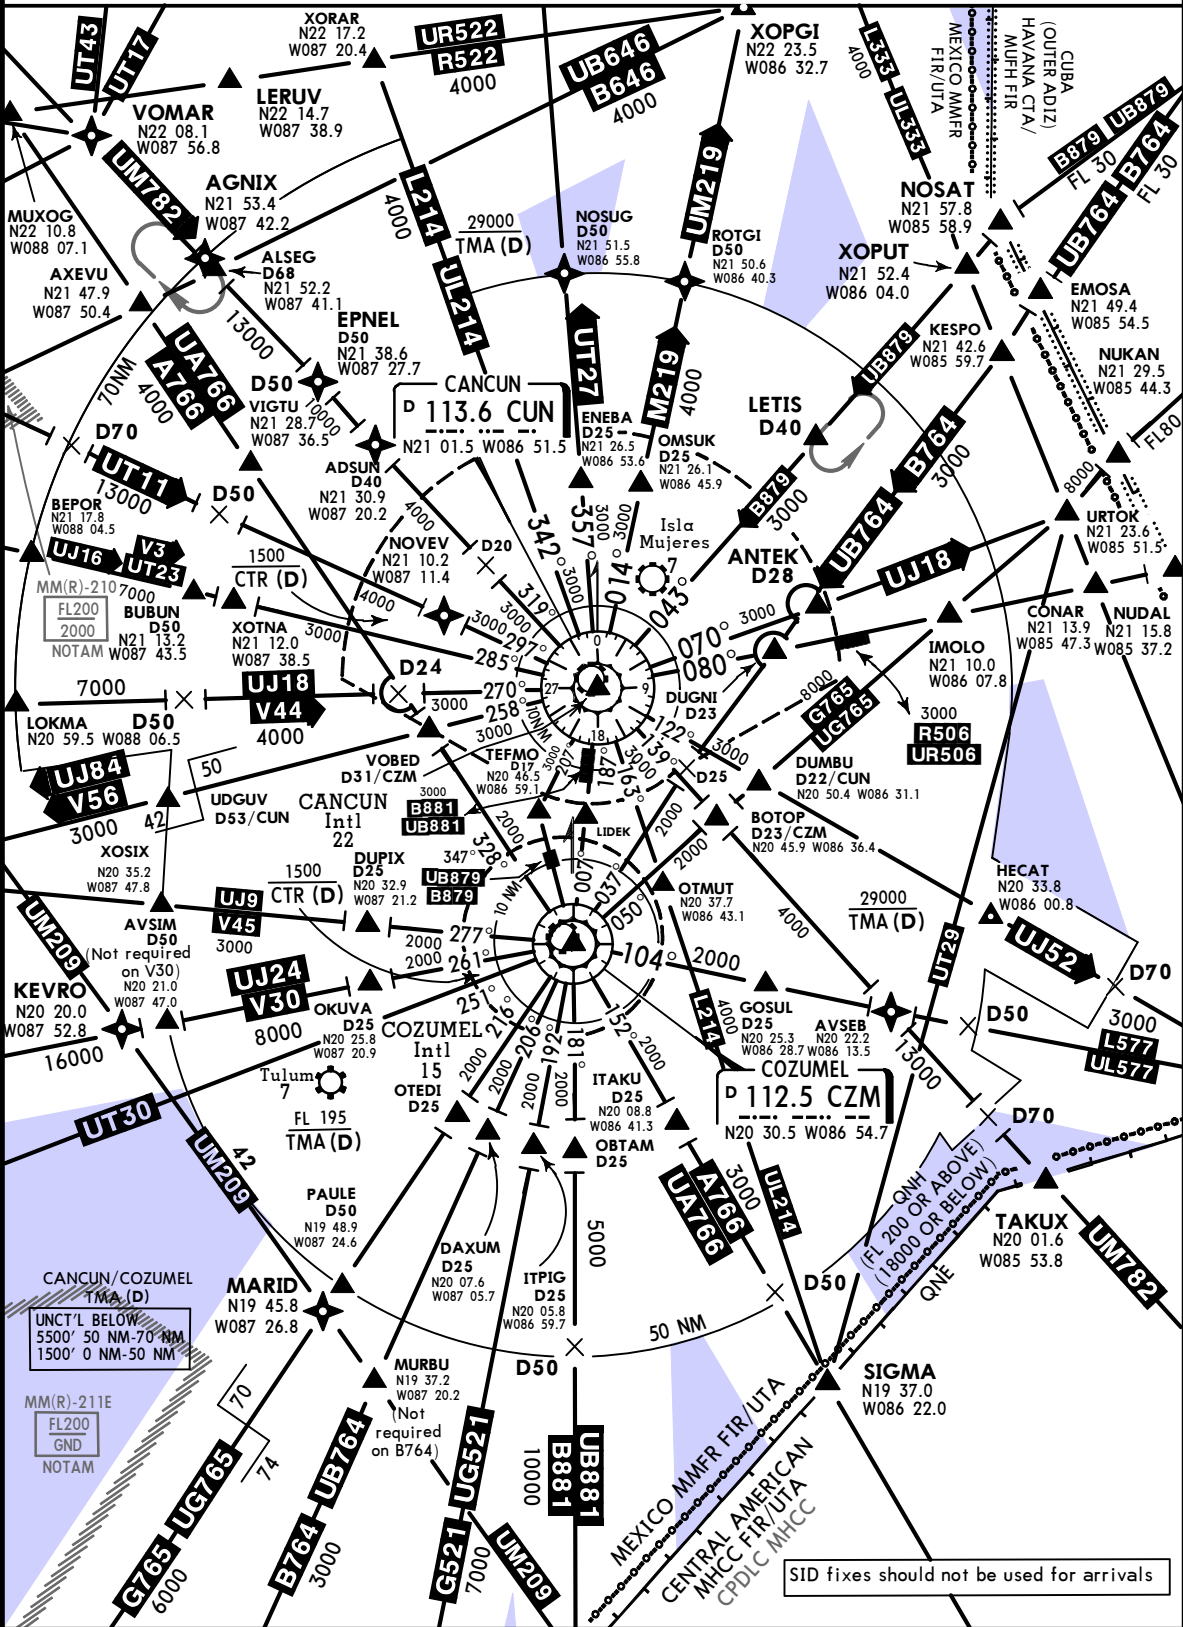 XORAR
N22 17.2
W087 20.4
UR522
R522
4000
UB646
B646
4000
XOPGI
N22 23.5
W086 32.7
L333
UL333
4000
MEXICO MMFR
FIR/UTA
CUBA
(OUTER ADIZ)
HAVANA CTA/
MUFH FIR
UT43
UT17
LERUV
N22 14.7
W087 38.9
VOMAR
N22 08.1
W087 56.8
B879
UB879
FL 30
UB764
B764
FL 30
UM782
AGNIX
N21 53.4
W087 42.2
MUXOG
N22 10.8
W088 07.1
L214
4000
UL214
29000
TMA (D)
NOSUG
D50
N21 51.5
W086 55.8
UM219
ROTGI
D50
N21 50.6
W086 40.3
NOSAT
N21 57.8
W085 58.9
XOPUT
N21 52.4
W086 04.0
AXEVU
N21 47.9
W087 50.4
ALSEG
D68
N21 52.2
W087 41.1
EMOSA
N21 49.4
W085 54.5
KESPO
N21 42.6
W085 59.7
NUKAN
N21 29.5
W085 44.3
13000
EPNEL
D50
N21 38.6
W087 27.7
UT27
M219
4000
UB879
70NM
UA766
A766
4000
D50
VIGTU
N21 28.7
W087 36.5
10000
CANCUN
D 113.6 CUN
N21 01.5 W086 51.5
ENEBA
D25
N21 26.5
W086 53.6
OMSUK
D25
N21 26.1
W086 45.9
LETIS
D40
B764
UB764
3000
FL80
D70
UT11
13000
D50
ADSUN
D40
N21 30.9
W087 20.2
4000
B879
3000
8000
BEPOR
N21 17.8
W088 04.5
UJ16
V3
UT23
7000
1500
CTR (D)
NOVEV
N21 10.2
W087 11.4
D20
342°
357°
3000
3000
3000
014°
Isla
Mujeres
7
043°
ANTEK
D28
UJ18
URTOK
N21 23.6
W085 51.5
MM(R)-210
FL200
2000
NOTAM
BUBUN
D50
N21 13.2
W087 43.5
XOTNA
N21 12.0
W087 38.5
4000
3000
3000
3000
319°
297°
285°
070°
080°
3000
CONAR
N21 13.9
W085 47.3
NUDAL
N21 15.8
W085 37.2
IMOLO
N21 10.0
W086 07.8
7000
LOKMA
N20 59.5 W088 06.5
D50
UJ18
V44
4000
D24
270°
3000
258°
0
27
9
18
10NM
DUGNI
D23
122°
139°
8000
G765
UG765
3000
R506
UR506
UJ84
V56
3000
50
42
UDGUV
D53/CUN
VOBED
D31/CZM
TEFMO
D17
N20 46.5
W086 59.1
3000
207°
187°
163°
3000
3000
D25
DUMBU
D22/CUN
N20 50.4 W086 31.1
CANCUN
Intl
22
3000
B881
UB881
2000
328°
LIDEK
2000
BOTOP
D23/CZM
N20 45.9 W086 36.4
XOSIX
N20 35.2
W087 47.8
1500
CTR (D)
DUPIX
D25
N20 32.9
W087 21.2
347°
UB879
B879
10 NM
007°
037°
050°
2000
OTMUT
N20 37.7
W086 43.1
29000
TMA (D)
HECAT
N20 33.8
W086 00.8
UJ9
V45
3000
AVSIM
D50
(Not required
on V30)
N20 21.0
W087 47.0
UM209
277°
2000
261°
2000
251°
104°
2000
4000
UT29
UJ52
D70
KEVRO
N20 20.0
W087 52.8
16000
UJ24
V30
8000
OKUVA
D25
N20 25.8
W087 20.9
COZUMEL
Intl
15
216°
206°
192°
181°
152°
2000
2000
2000
2000
2000
L214
4000
GOSUL
D25
N20 25.3
W086 28.7
AVSEB
N20 22.2
W086 13.5
D50
3000
L577
UL577
13000
Tulum
7
UT30
FL 195
TMA (D)
OTEDI
D25
ITAKU
D25
N20 08.8
W086 41.3
OBTAM
D25
COZUMEL
D 112.5 CZM
N20 30.5 W086 54.7
D70
UM209
42
PAULE
D50
N19 48.9
W087 24.6
DAXUM
D25
N20 07.6
W087 05.7
ITPIG
D25
N20 05.8
W086 59.7
5000
A766
UA766
3000
UL214
QNH
(FL 200 OR ABOVE)
(18000 OR BELOW)
QNE
TAKUX
N20 01.6
W085 53.8
UM782
CANCUN/COZUMEL
TMA (D)
UNCT'L BELOW
5500' 50 NM-70 NM
1500' 0 NM-50 NM
MARID
N19 45.8
W087 26.8
D50
50 NM
D50
MM(R)-211E
FL200
GND
NOTAM
70
74
MURBU
N19 37.2
W087 20.2
(Not
required
on B764)
SIGMA
N19 37.0
W086 22.0
UG765
G765
6000
UB764
B764
3000
UG521
G521
7000
UM209
10000
B881
UB881
MEXICO MMFR FIR/UTA
CENTRAL AMERICAN
MHCC FIR/UTA
CPDLC MHCC
SID fixes should not be used for arrivals